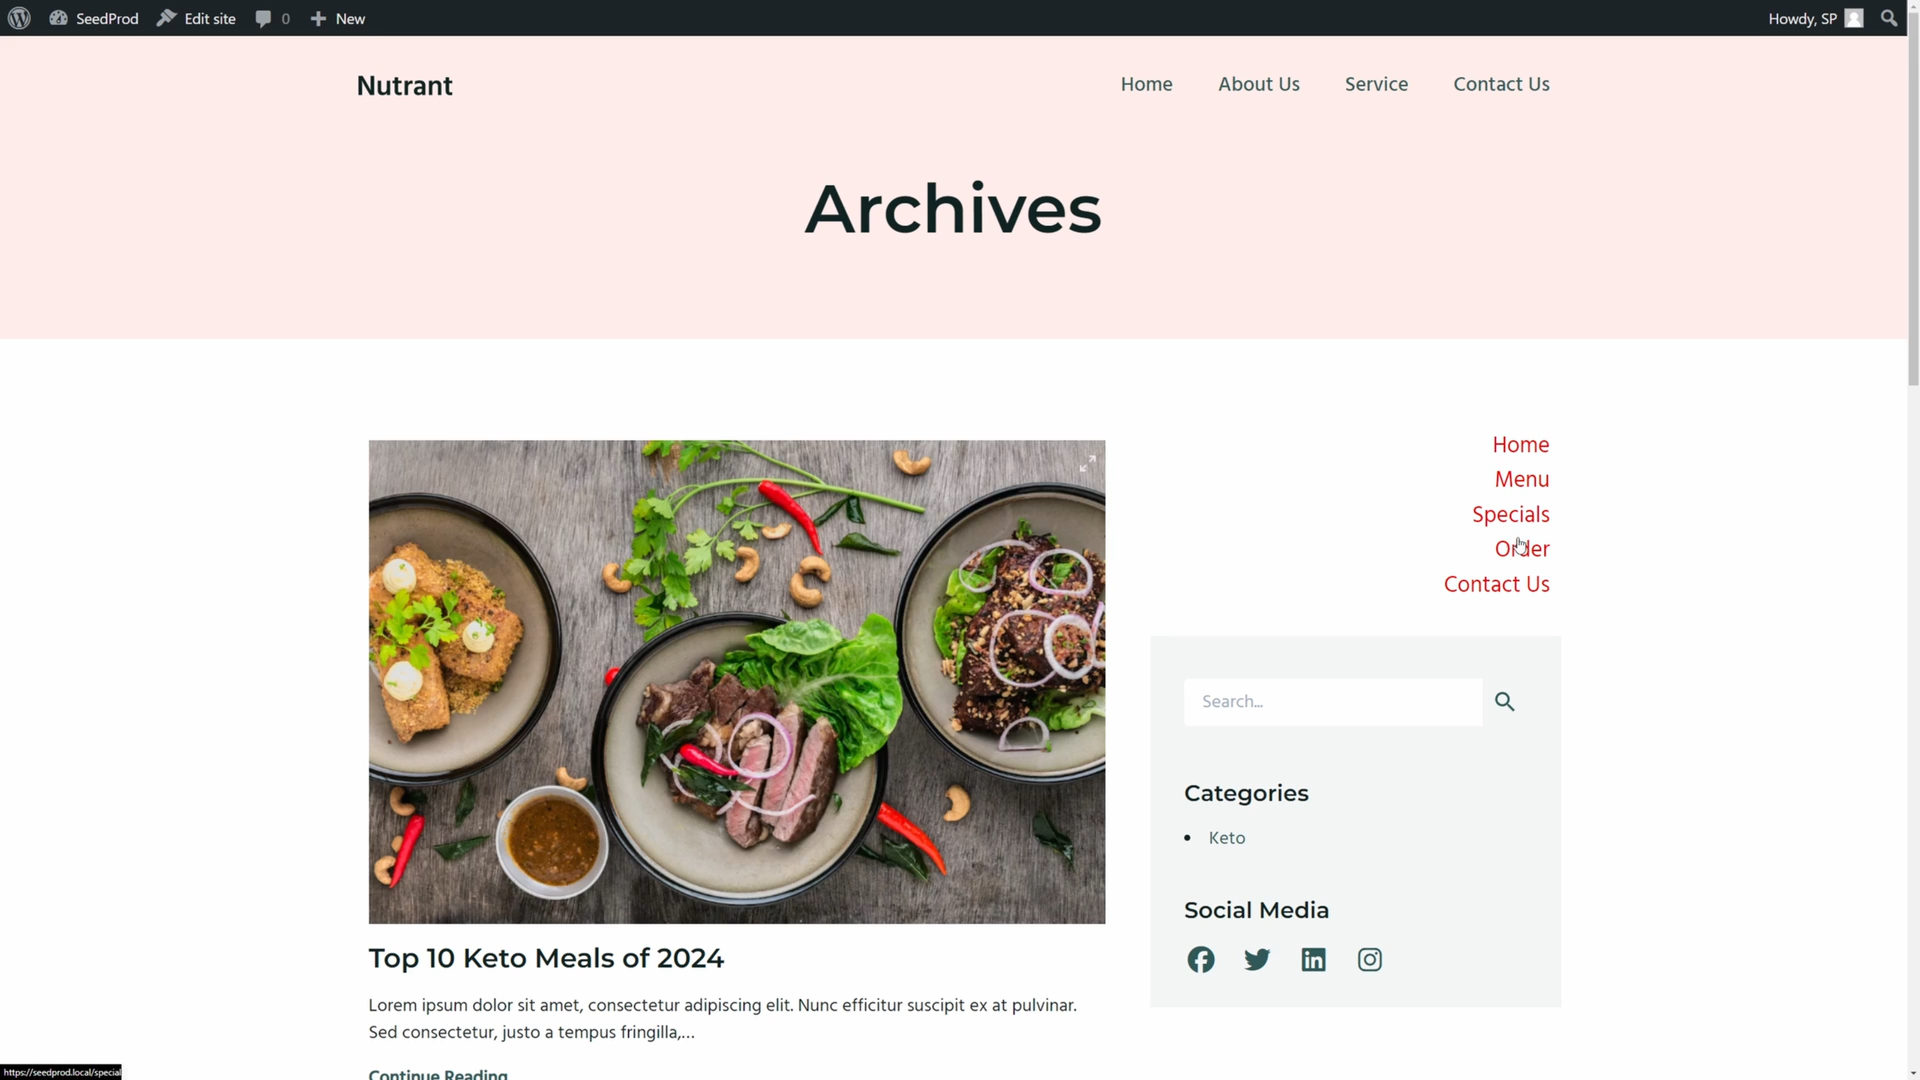 SeedProd Edit site 0 New Howdy, SP
Nutrant
Home About Us Service Contact Us
Archives
Home
Menu
Specials
Order
Contact Us
Search...
Categories
Keto
Social Media
Top 10 Keto Meals of 2024
Lorem ipsum dolor sit amet, consectetur adipiscing elit. Nunc efficitur suscipit ex at pulvinar.
Sed consectetur, justo a tempus fringilla,...
Continue Reading
https://seedprod.local/special